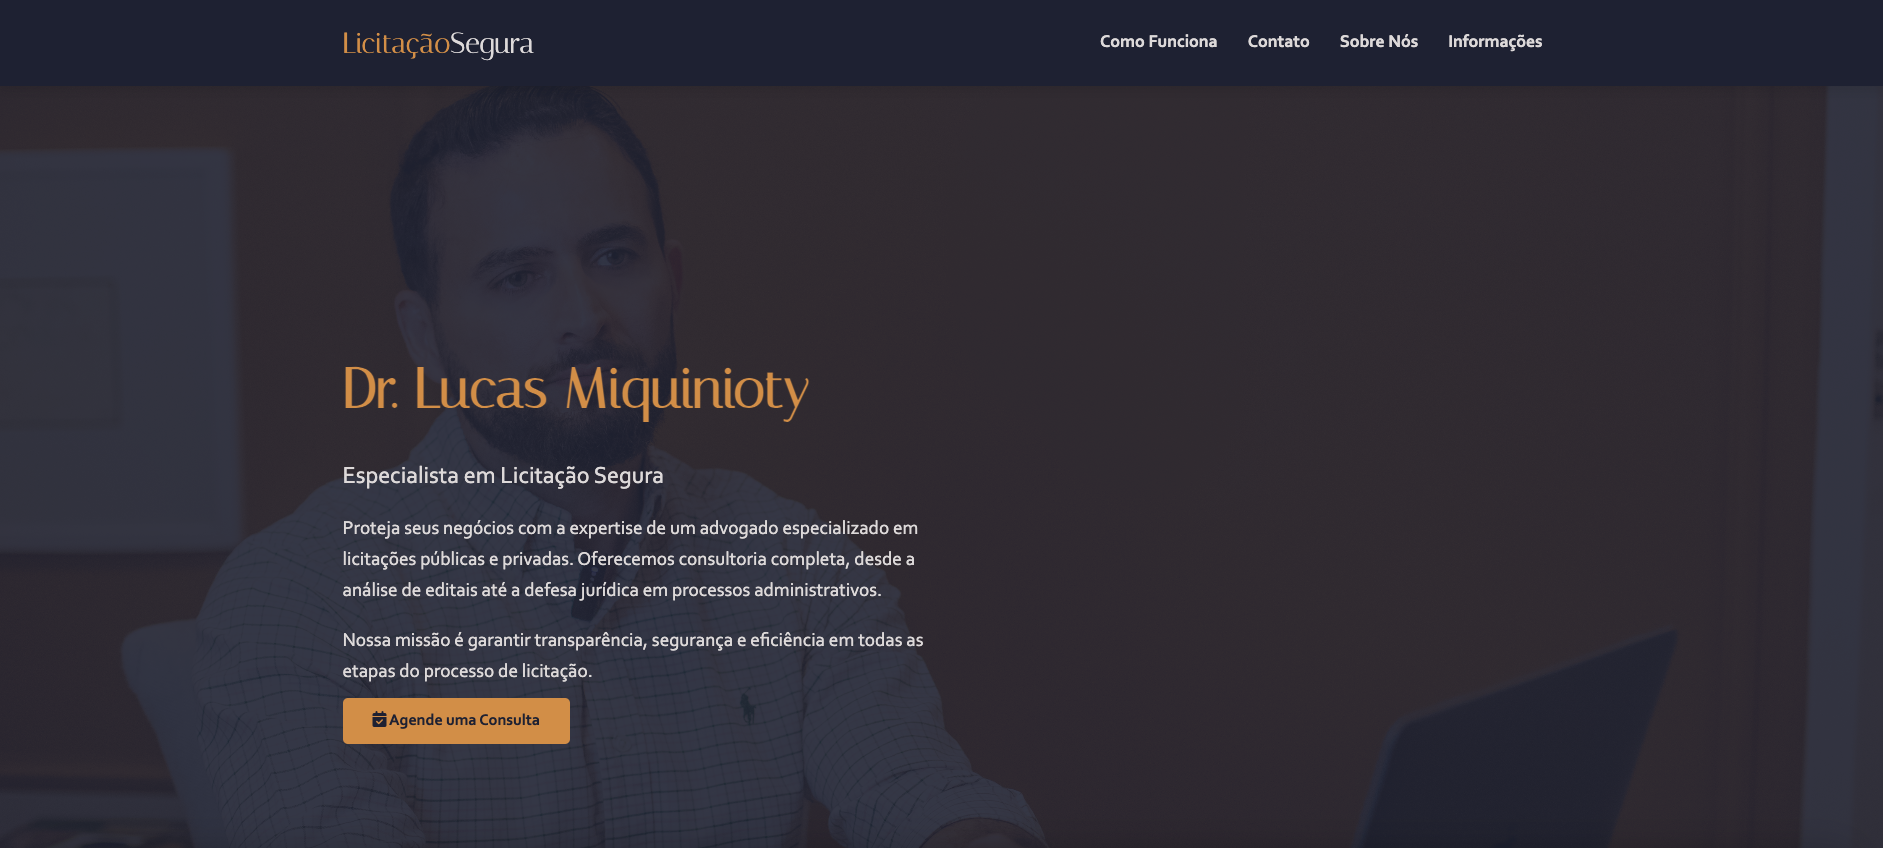 LicitaçãoSegura
Como Funciona
Contato
Sobre Nós
Informações
Dr. Lucas Miquinioty
Especialista em Licitação Segura
Proteja seus negócios com a expertise de um advogado especializado em
licitações públicas e privadas. Oferecemos consultoria completa, desde a
análise de editais até a defesa jurídica em processos administrativos.
Nossa missão é garantir transparência, segurança e eficiência em todas as
etapas do processo de licitação.
Agende uma Consulta